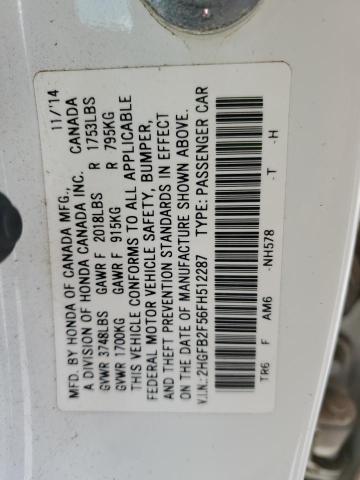 MFD. BY HONDA OF CANADA MFG., 11/'14
A DIVISION OF HONDA CANADA INC. CANADA
GVWR 3748LBS GAWR F 2018LBS R 1753LBS
GVWR 1700KG GAWR F 915KG R 795KG
THIS VEHICLE CONFORMS TO ALL APPLICABLE
FEDERAL MOTOR VEHICLE SAFETY, BUMPER,
AND THEFT PREVENTION STANDARDS IN EFFECT
ON THE DATE OF MANUFACTURE SHOWN ABOVE.
V.I.N.: 2HGFB2F56FH512287 TYPE: PASSENGER CAR
TR6 F AM6 -NH578 -T -H